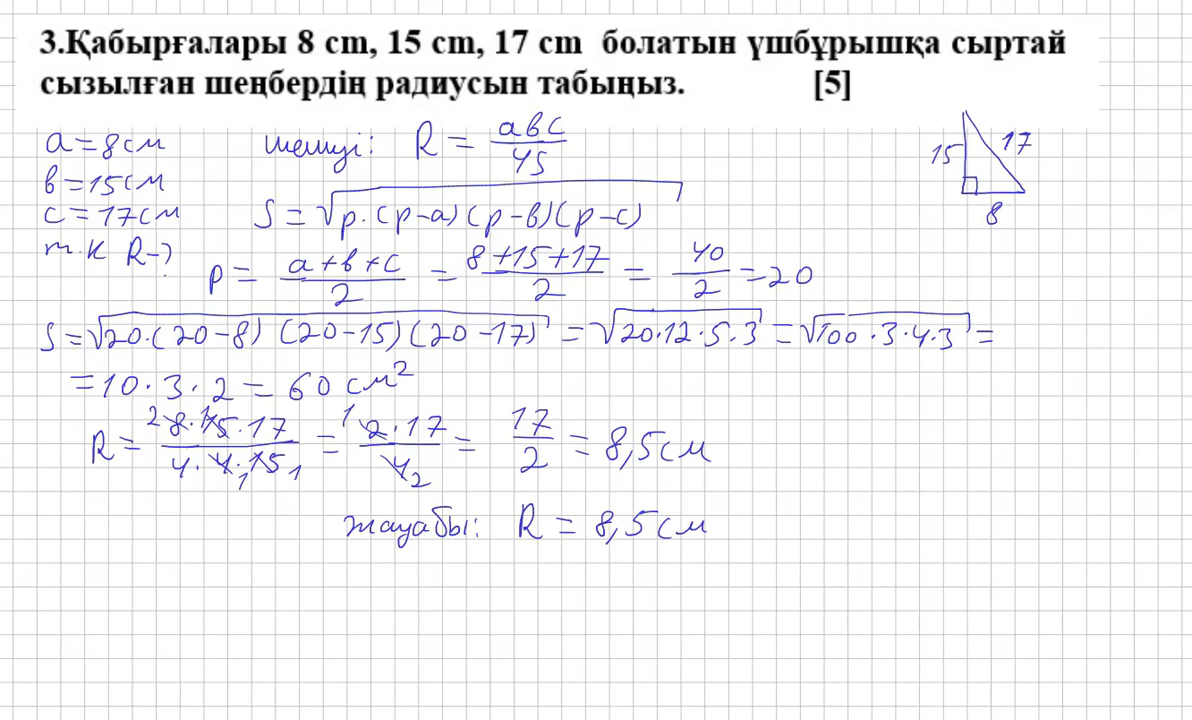 3.Қабырғалары 8 cm, 15 cm, 17 cm болатын үшбұрышқа сыртай
сызылған шеңбердің радиусын табыңыз. [5]
a=8см шешуі: R = abc/4S
b=15см
c=17см S = √p·(p-a)(p-b)(p-c)
т.к R-?
p = a+b+c/2 = 8+15+17/2 = 40/2 = 20
S = √20·(20-8)(20-15)(20-17) = √20·12·5·3 = √100·3·4·3 =
= 10·3·2 = 60 см²
R = 8·15·17/4·4·15 = 2·17/4 = 17/2 = 8,5см
жауабы: R = 8,5см
15 17
8